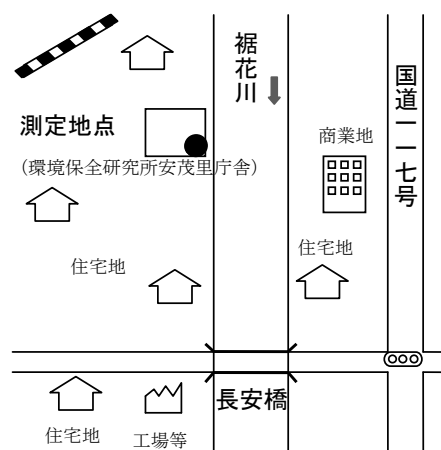 裾花川
国道一一七号
測定地点
(環境保全研究所安茂里庁舎)
商業地
住宅地
住宅地
長安橋
住宅地
工場等